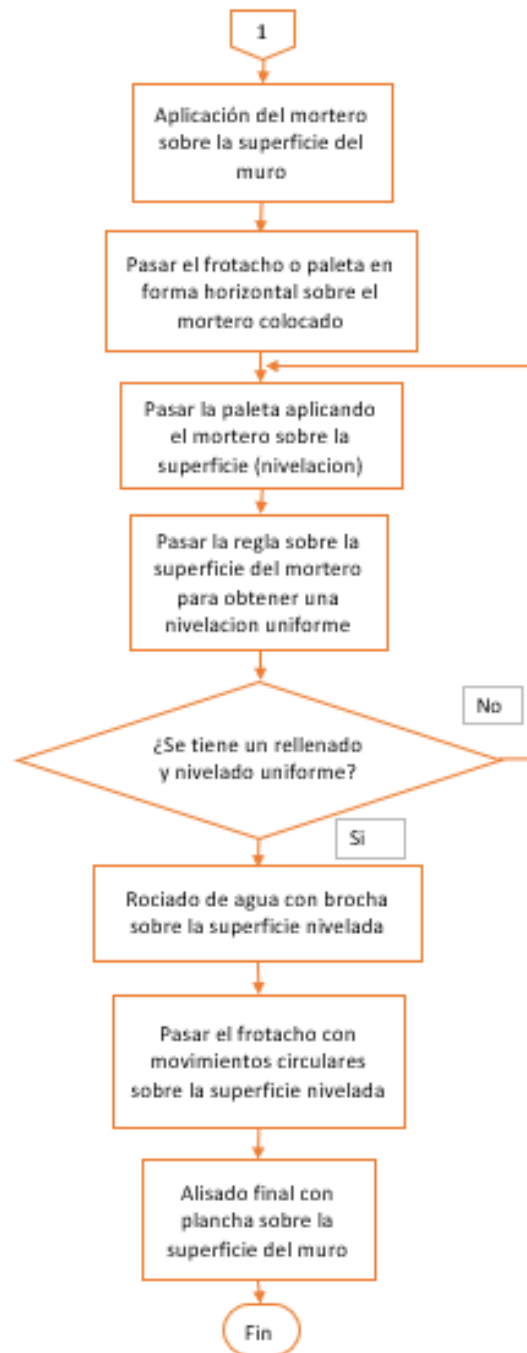 1
Aplicación del mortero
sobre la superficie del
muro
Pasar el frotacho o paleta en
forma horizontal sobre el
mortero colocado
Pasar la paleta aplicando
el mortero sobre la
superficie (nivelacion)
Pasar la regla sobre la
superficie del mortero
para obtener una
nivelacion uniforme
No
¿Se tiene un rellenado
y nivelado uniforme?
Si
Rociado de agua con brocha
sobre la superficie nivelada
Pasar el frotacho con
movimientos circulares
sobre la superficie nivelada
Alisado final con
plancha sobre la
superficie del muro
Fin